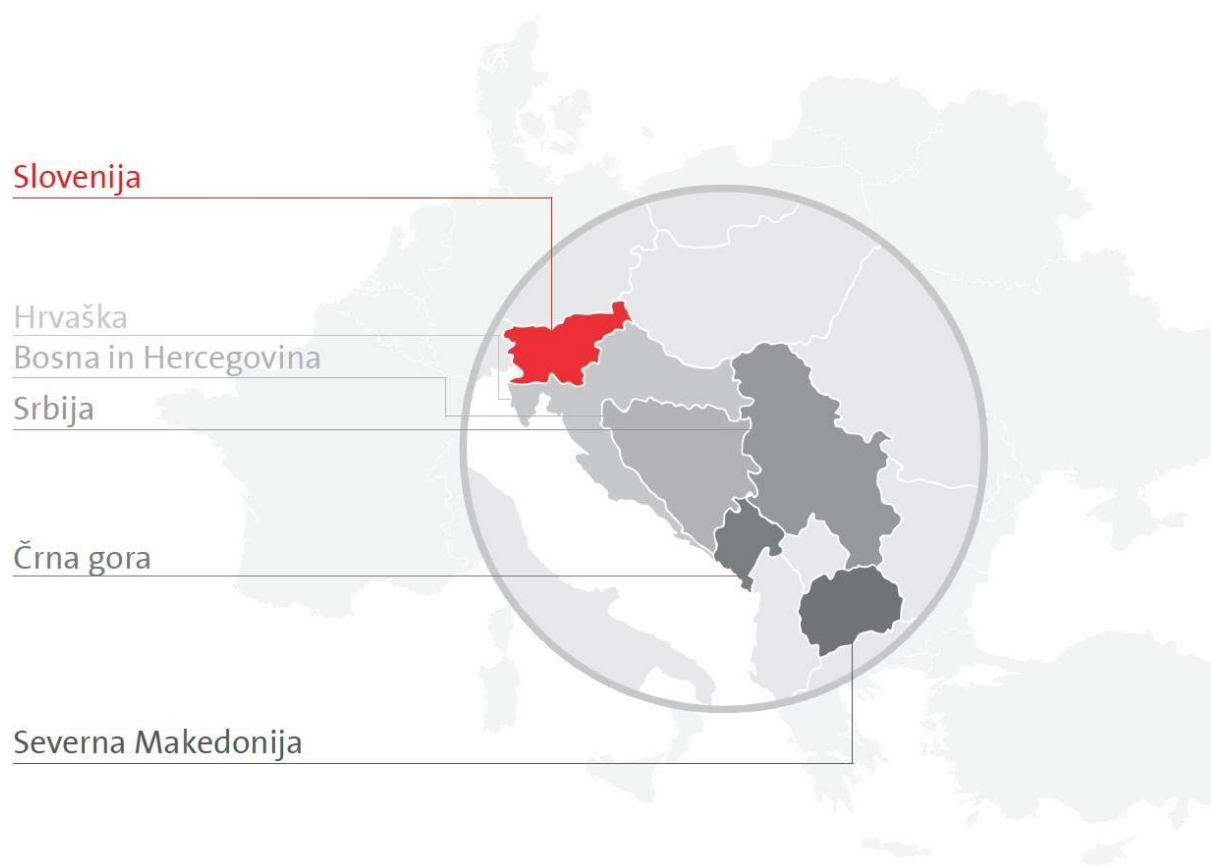 Slovenija
Hrvaška
Bosna in Hercegovina
Srbija
Črna gora
Severna Makedonija